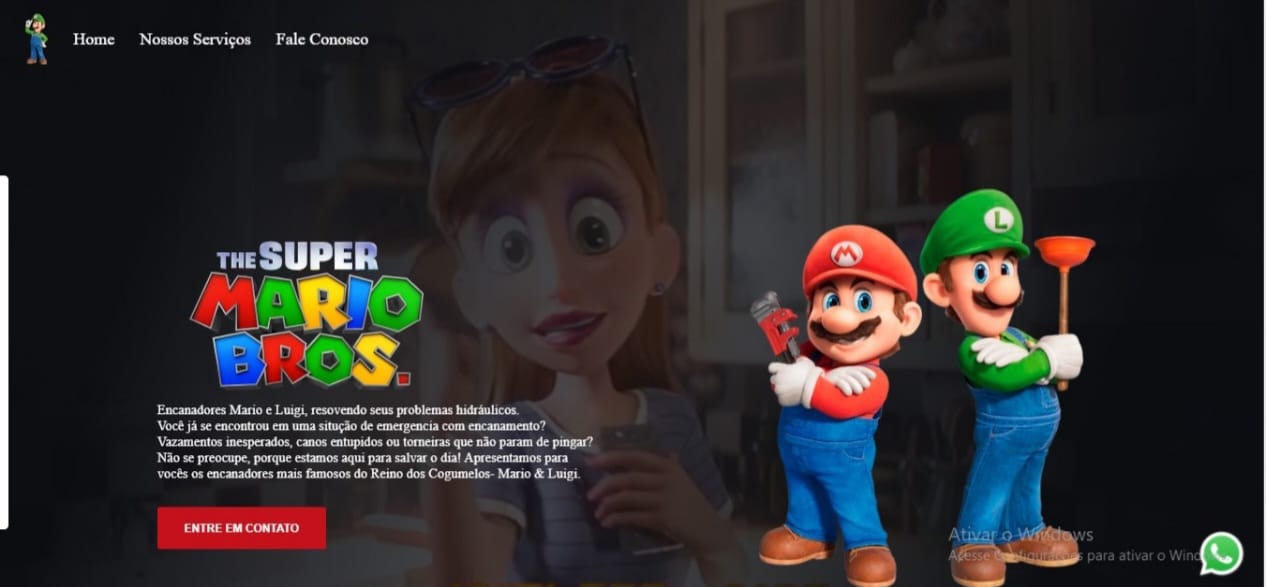 Home Nossos Serviços Fale Conosco
THE SUPER
MARIO
BROS.
Encanadores Mario e Luigi, resovendo seus problemas hidráulicos.
Você já se encontrou em uma situção de emergencia com encanamento?
Vazamentos inesperados, canos entupidos ou torneiras que não param de pingar?
Não se preocupe, porque estamos aqui para salvar o dia! Apresentamos para
vocês os encanadores mais famosos do Reino dos Cogumelos- Mario & Luigi.
ENTRE EM CONTATO
M
L
Ativar o Windows
Acesse Configurações para ativar o